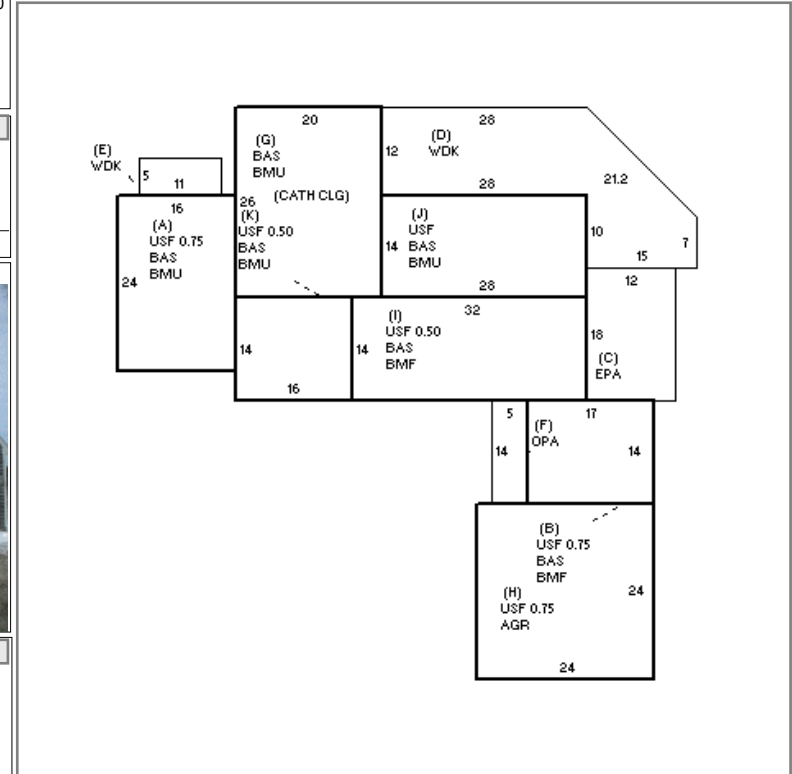 20
28
(G)
BAS
BMU
(D)
WDK
12
(E)
WDK
5
11
21.2
28
16
26
(CATH CLG)
(A)
USF 0.75
BAS
BMU
(K)
USF 0.50
BAS
BMU
14
(J)
USF
BAS
BMU
10
7
15
24
28
12
32
(I)
USF 0.50
BAS
BMF
14
14
18
(C)
EPA
16
5
17
(F)
OPA
14
14
(B)
USF 0.75
BAS
BMF
24
(H)
USF 0.75
AGR
24